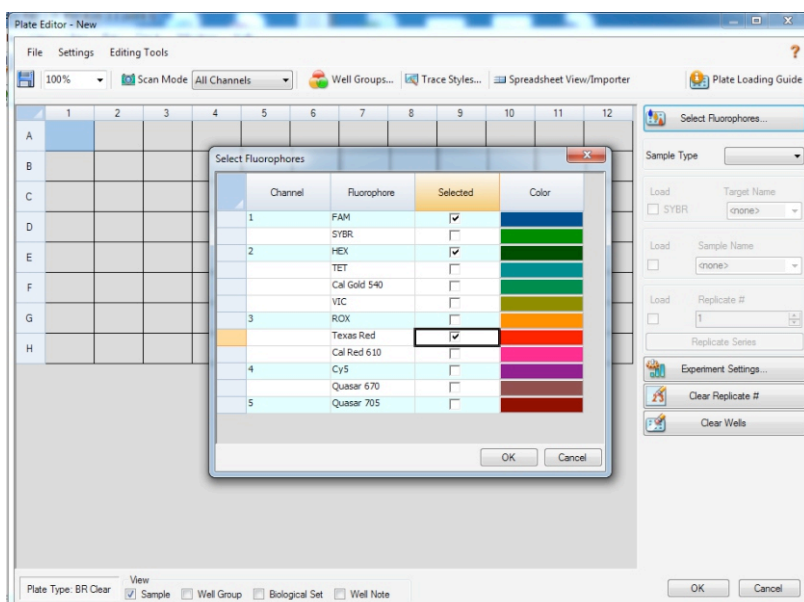 Plate Editor - New
File Settings Editing Tools ?
100% Scan Mode All Channels Well Groups... Trace Styles... Spreadsheet View/Importer Plate Loading Guide
1 2 3 4 5 6 7 8 9 10 11 12
A
B
C
D
E
F
G
H
Select Fluorophores
Channel Fluorophore Selected Color
1 FAM
SYBR
2 HEX
TET
Cal Gold 540
VIC
3 ROX
Texas Red
Cal Red 610
4 Cy5
Quasar 670
5 Quasar 705
OK Cancel
Select Fluorophores...
Sample Type
Load Target Name
SYBR <none>
Load Sample Name
<none>
Load Replicate #
1
Replicate Series
Experiment Settings...
Clear Replicate #
Clear Wells
Plate Type: BR Clear View
Sample Well Group Biological Set Well Note
OK Cancel